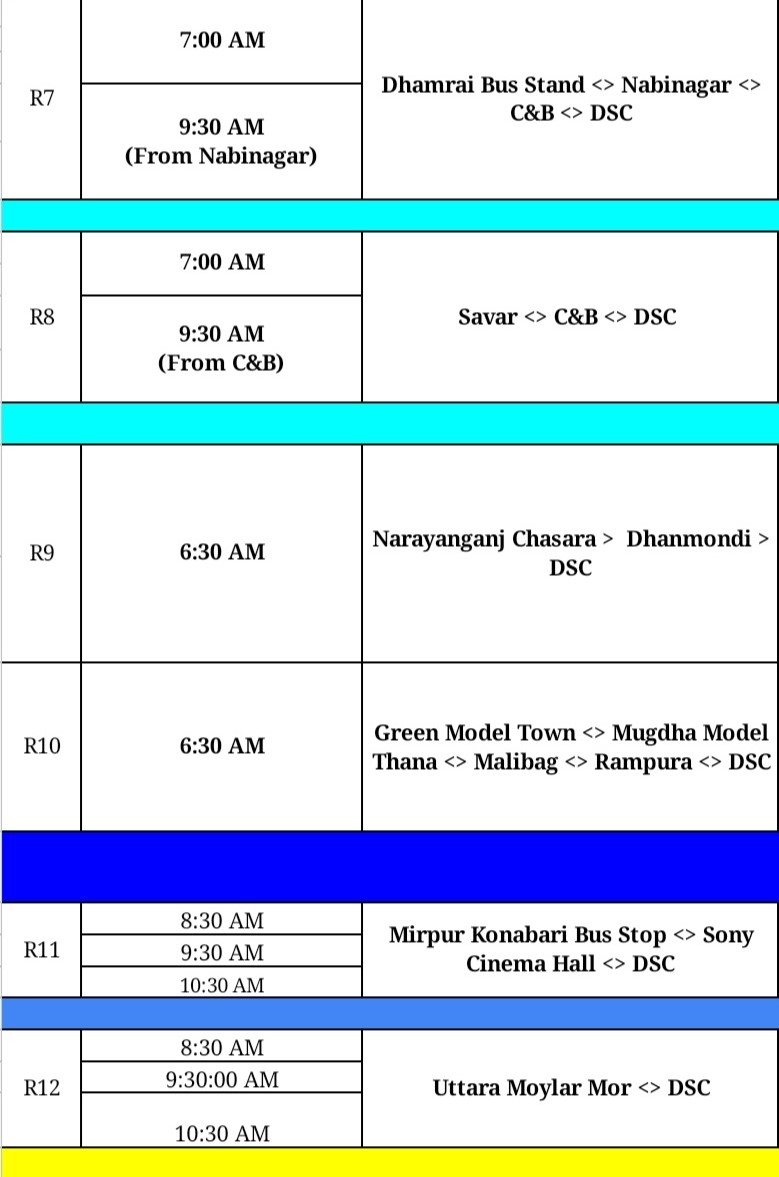 R7
7:00 AM
9:30 AM
(From Nabinagar)
Dhamrai Bus Stand <> Nabinagar <>
C&B <> DSC
R8
7:00 AM
9:30 AM
(From C&B)
Savar <> C&B <> DSC
R9
6:30 AM
Narayanganj Chasara > Dhanmondi >
DSC
R10
6:30 AM
Green Model Town <> Mugdha Model
Thana <> Malibag <> Rampura <> DSC
R11
8:30 AM
9:30 AM
10:30 AM
Mirpur Konabari Bus Stop <> Sony
Cinema Hall <> DSC
R12
8:30 AM
9:30:00 AM
10:30 AM
Uttara Moylar Mor <> DSC